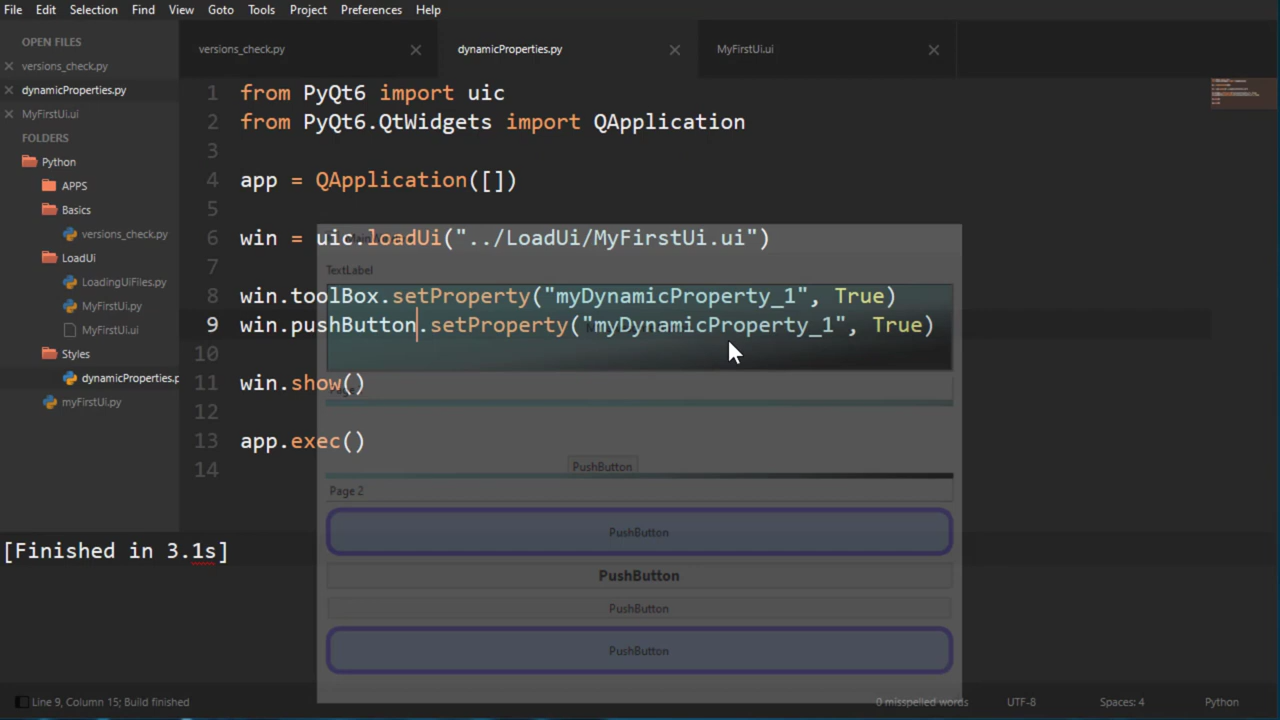 File Edit Selection Find View Goto Tools Project Preferences Help
OPEN FILES
versions_check.py
dynamicProperties.py
MyFirstUi.ui
FOLDERS
Python
APPS
Basics
versions_check.py
LoadUi
LoadingUiFiles.py
MyFirstUi.py
MyFirstUi.ui
Styles
dynamicProperties.p
myFirstUi.py
versions_check.py dynamicProperties.py MyFirstUi.ui
1 from PyQt6 import uic
2 from PyQt6.QtWidgets import QApplication
3
4 app = QApplication([])
5
6 win = uic.loadUi("../LoadUi/MyFirstUi.ui")
7
8 win.toolBox.setProperty("myDynamicProperty_1", True)
9 win.pushButton.setProperty("myDynamicProperty_1", True)
10
11 win.show()
12
13 app.exec()
14
TextLabel
PushButton
Page 2
PushButton
PushButton
PushButton
PushButton
[Finished in 3.1s]
Line 9, Column 15; Build finished 0 misspelled words UTF-8 Spaces: 4 Python